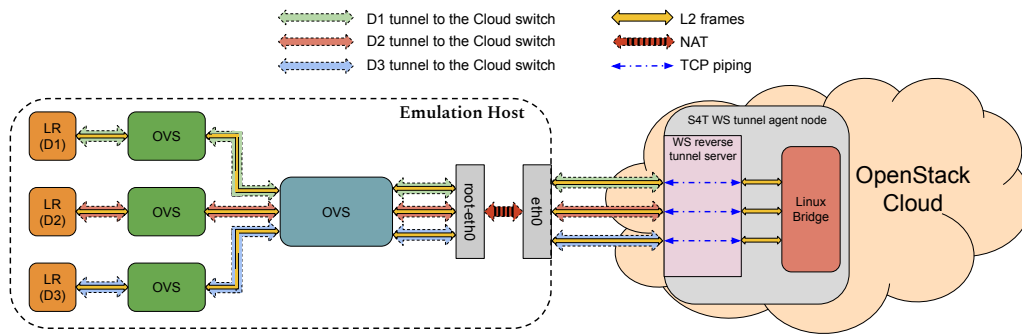 D1 tunnel to the Cloud switch
D2 tunnel to the Cloud switch
D3 tunnel to the Cloud switch
L2 frames
NAT
TCP piping
Emulation Host
LR
(D1)
OVS
LR
(D2)
OVS
LR
(D3)
OVS
OVS
root-eth0
eth0
S4T WS tunnel agent node
WS reverse
tunnel server
Linux
Bridge
OpenStack
Cloud